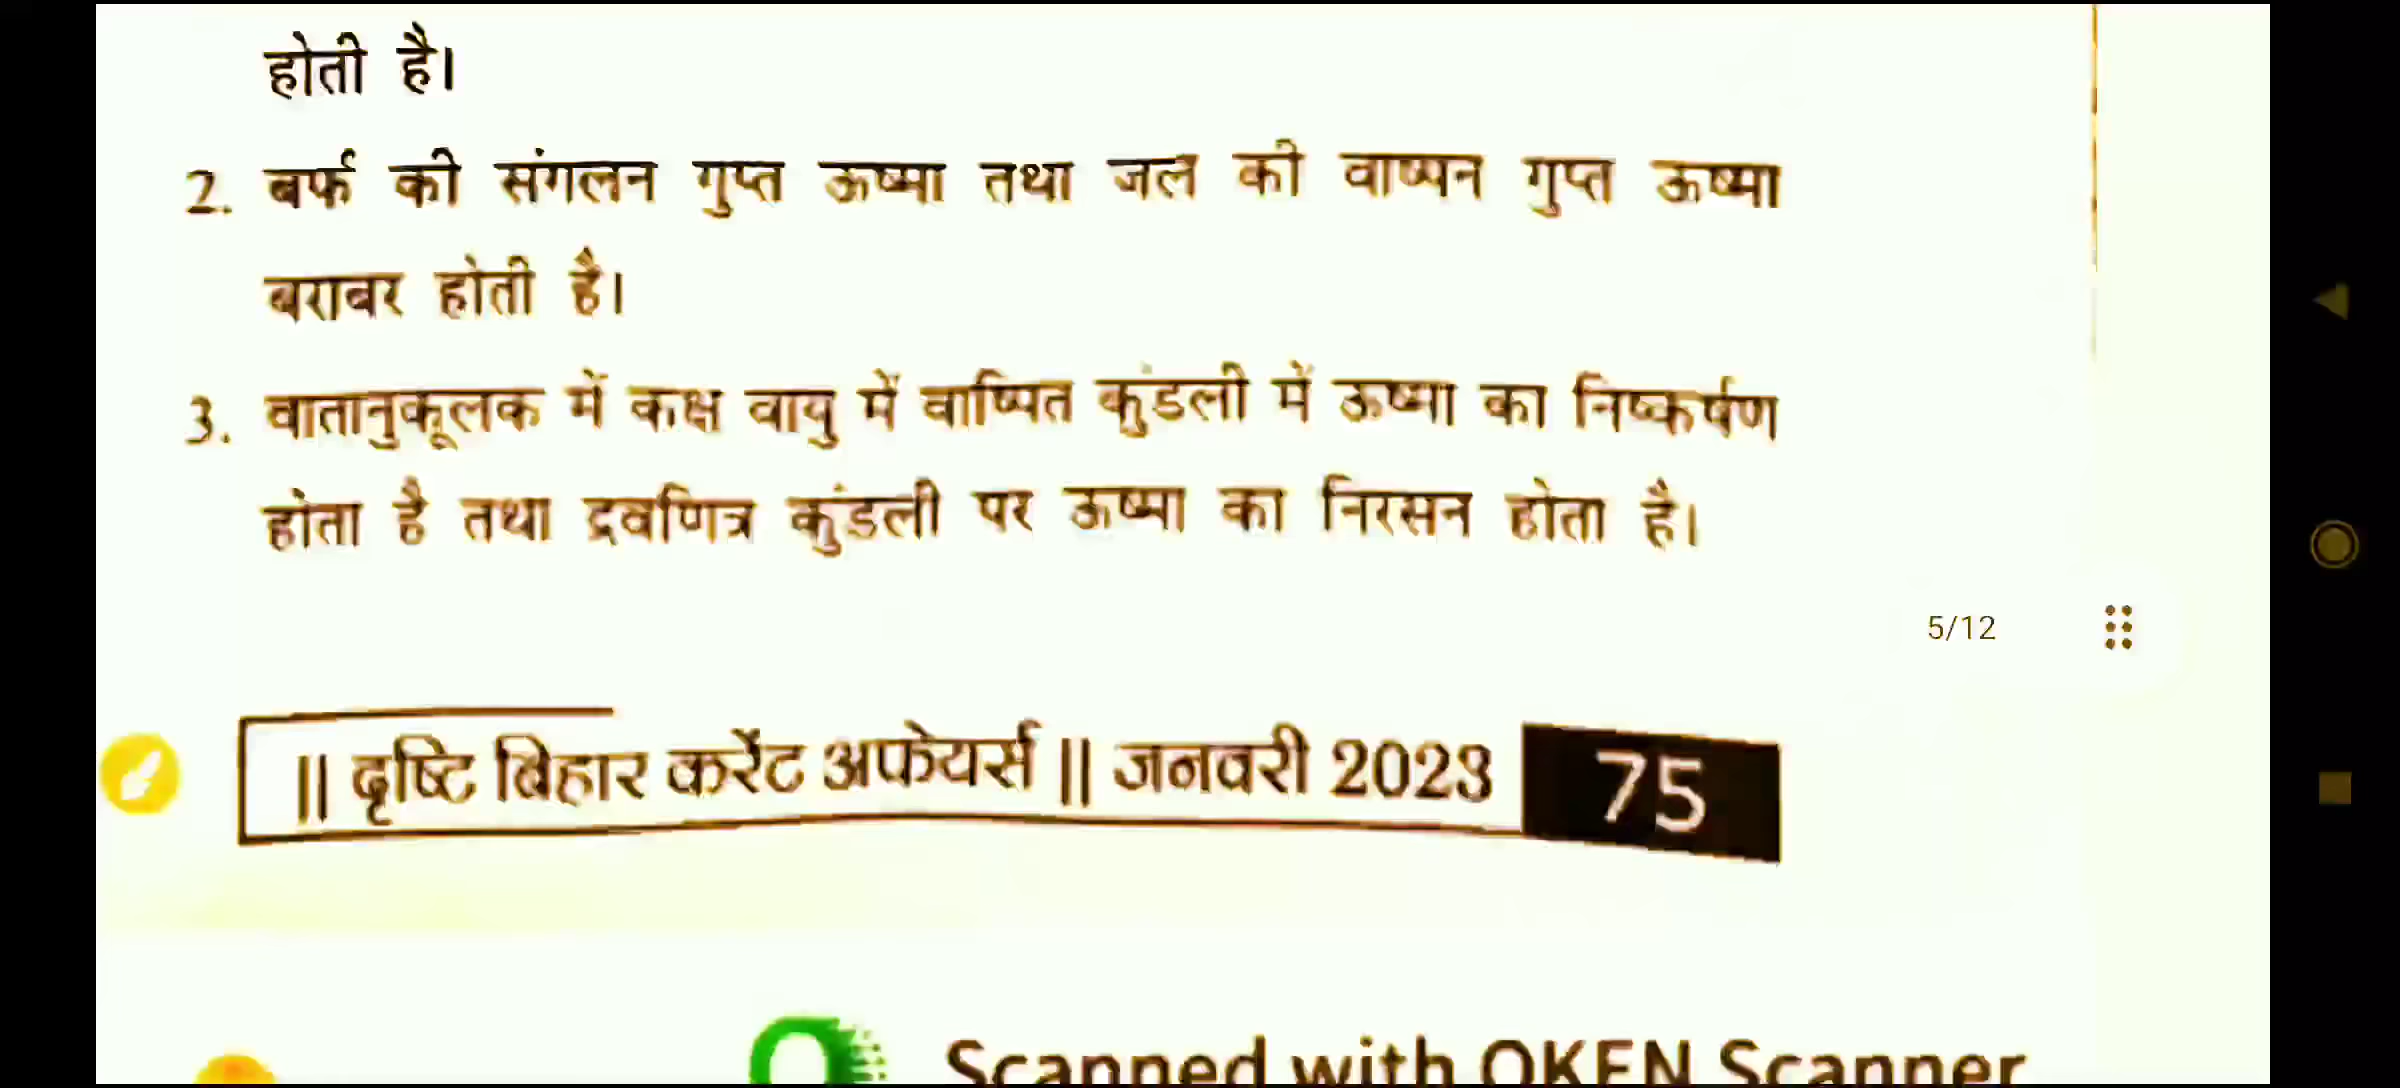 होती है।
2. बर्फ की संगलन गुप्त ऊष्मा तथा जल की वाष्पन गुप्त ऊष्मा
बराबर होती है।
3. वातानुकूलक में कक्ष वायु में वाष्पित कुंडली में ऊष्मा का निष्कर्षण
होता है तथा द्रवणित्र कुंडली पर ऊष्मा का निरसन होता है।
5/12
|| दृष्टि बिहार करेंट अफेयर्स || जनवरी 2023 75
Scanned with OKEN Scanner